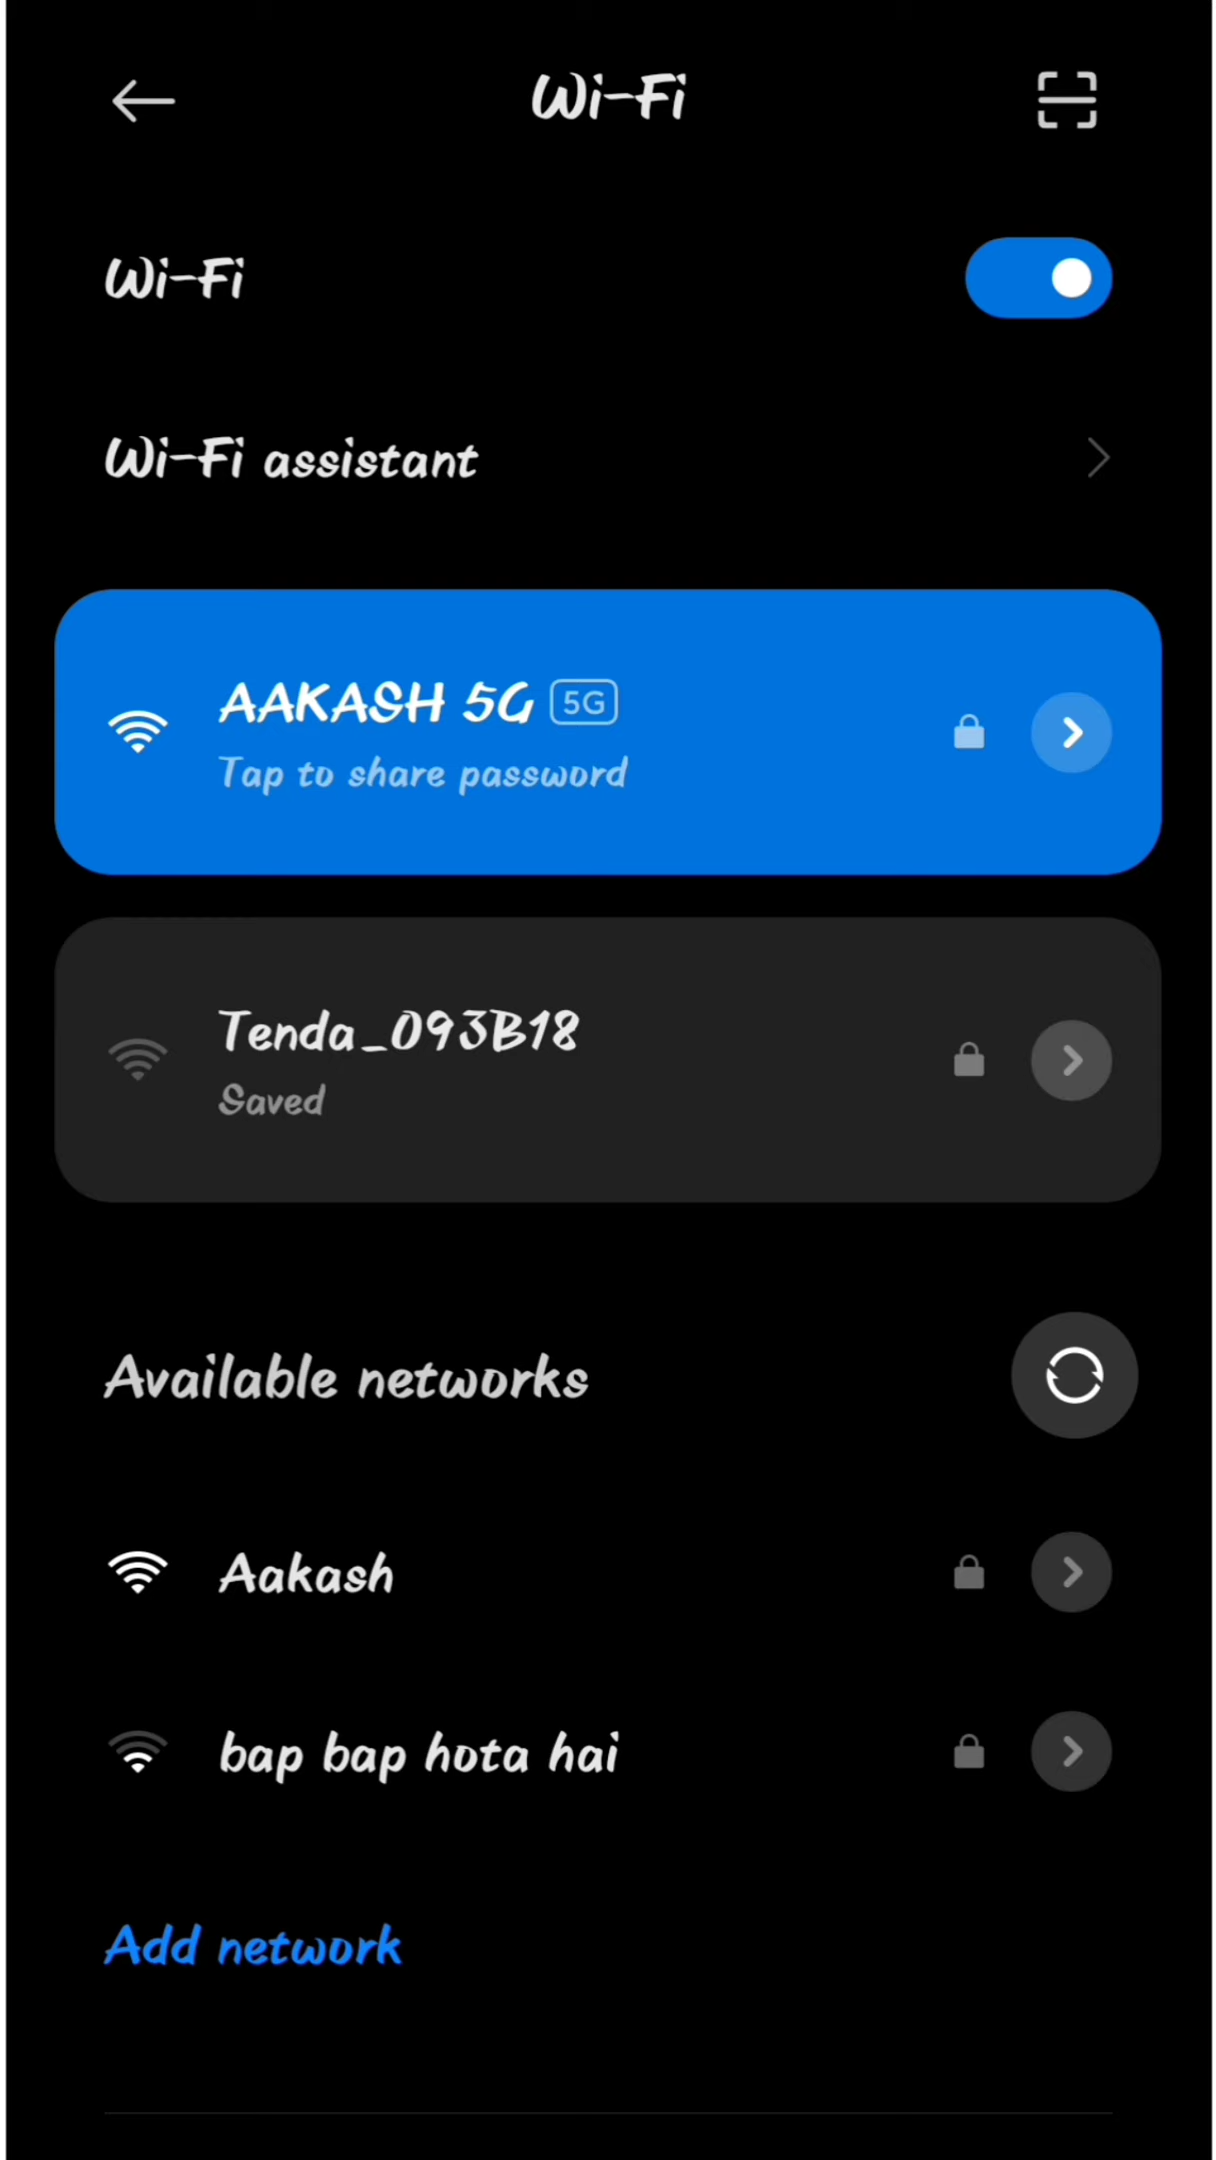 Wi-Fi
Wi-Fi
Wi-Fi assistant
AAKASH 5G 5G
Tap to share password
Tenda_093B18
Saved
Available networks
Aakash
bap bap hota hai
Add network